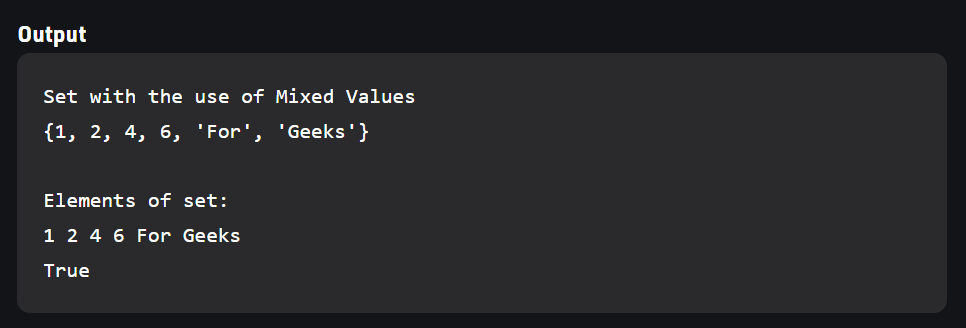 Output
Set with the use of Mixed Values
{1, 2, 4, 6, 'For', 'Geeks'}
Elements of set:
1 2 4 6 For Geeks
True